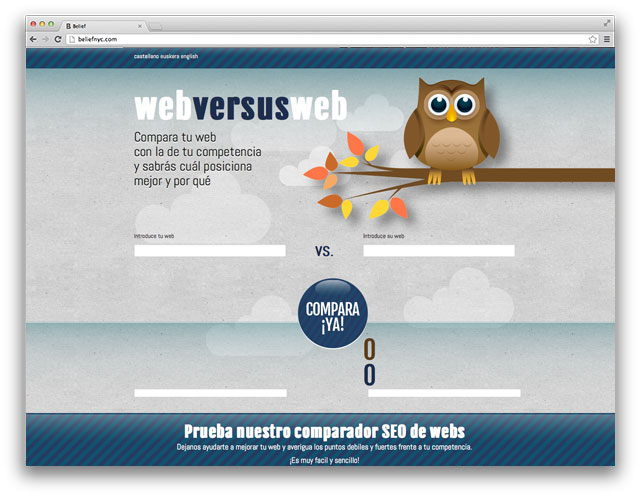 B Belief
beliefnyc.com
castellano euskera english
webversusweb
Compara tu web
con la de tu competencia
y sabrás cuál posiciona
mejor y por qué
Introduce tu web
Introduce su web
VS.
COMPARA
¡YA!
0
0
Prueba nuestro comparador SEO de webs
Dejanos ayudarte a mejorar tu web y averigua los puntos debiles y fuertes frente a tu competencia.
¡Es muy facil y sencillo!